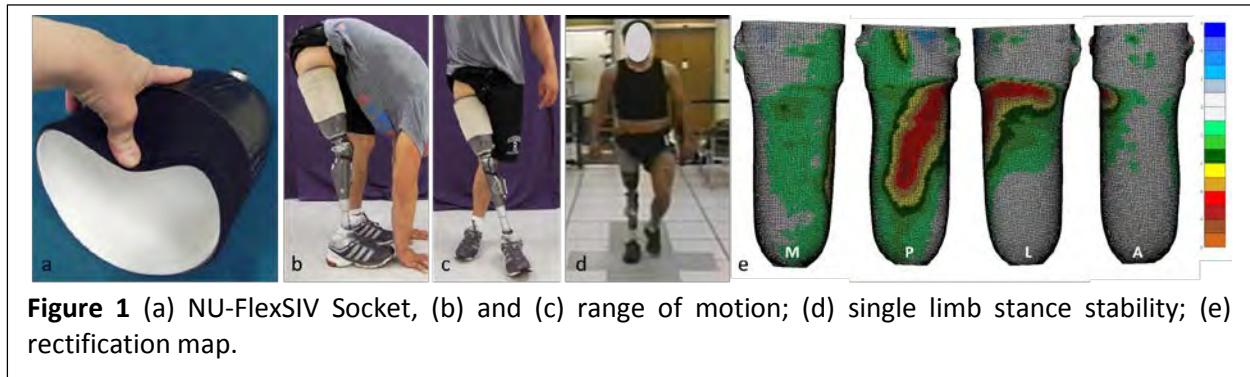 a
b
c
d
e
M
P
L
A
Figure 1 (a) NU-FlexSIV Socket, (b) and (c) range of motion; (d) single limb stance stability; (e)
rectification map.